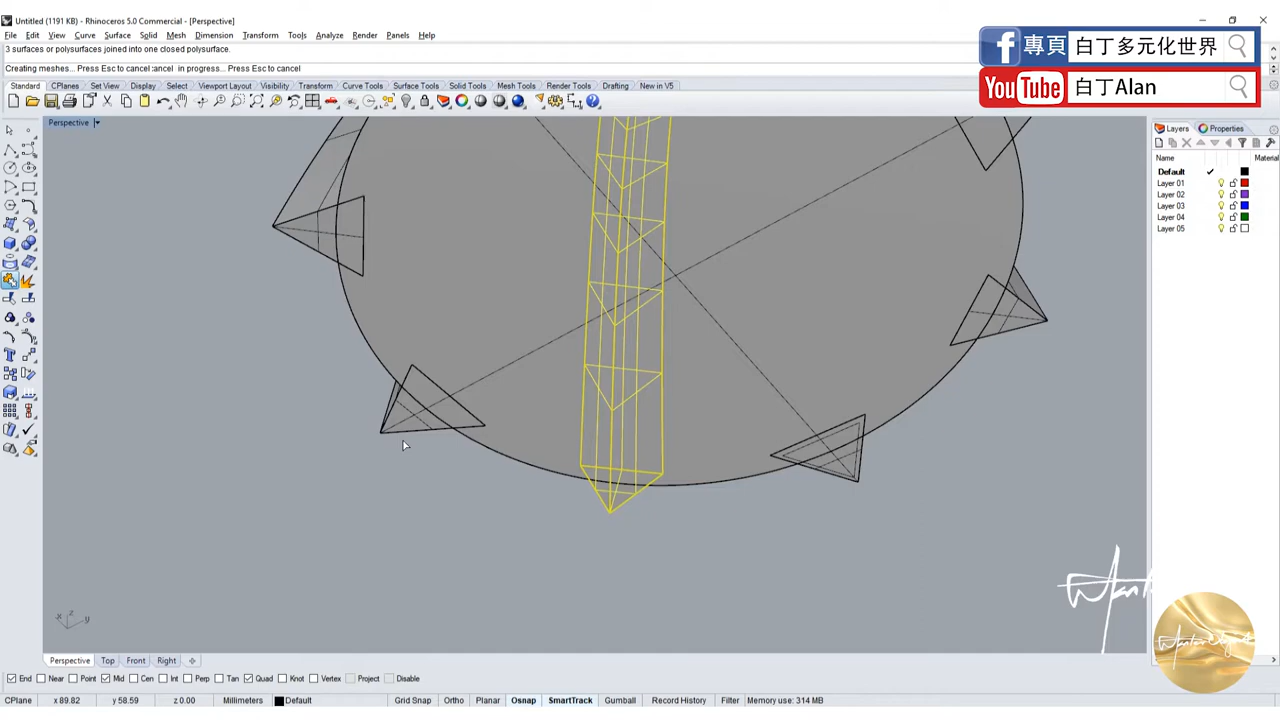 Untitled (1191 KB) - Rhinoceros 5.0 Commercial - [Perspective]
File Edit View Curve Surface Solid Mesh Dimension Transform Tools Analyze Render Panels Help
3 surfaces or polysurfaces joined into one closed polysurface.
Creating meshes... Press Esc to cancel :ancel in progress... Press Esc to cancel
專頁 白丁多元化世界
YouTube 白丁Alan
Standard CPlanes Set View Display Select Viewport Layout Visibility Transform Curve Tools Surface Tools Solid Tools Mesh Tools Render Tools Drafting New in V5
Perspective
Layers Properties
Name Material
Default
Layer 01
Layer 02
Layer 03
Layer 04
Layer 05
z
x y
Perspective Top Front Right
End Near Point Mid Cen Int Perp Tan Quad Knot Vertex Project Disable
CPlane x 89.82 y 58.59 z 0.00 Millimeters Default Grid Snap Ortho Planar Osnap SmartTrack Gumball Record History Filter Memory use: 314 MB